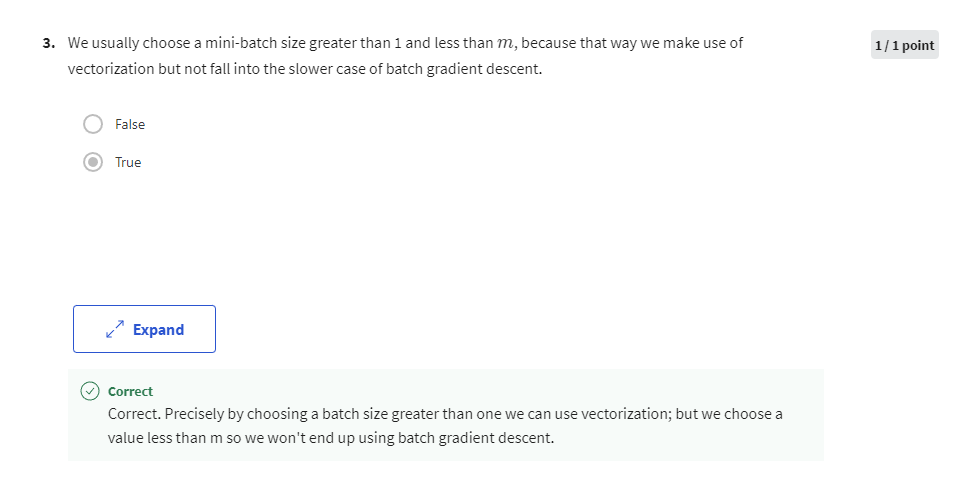 3. We usually choose a mini-batch size greater than 1 and less than m, because that way we make use of
1 / 1 point
vectorization but not fall into the slower case of batch gradient descent.
False
True
Expand
Correct
Correct. Precisely by choosing a batch size greater than one we can use vectorization; but we choose a
value less than m so we won't end up using batch gradient descent.